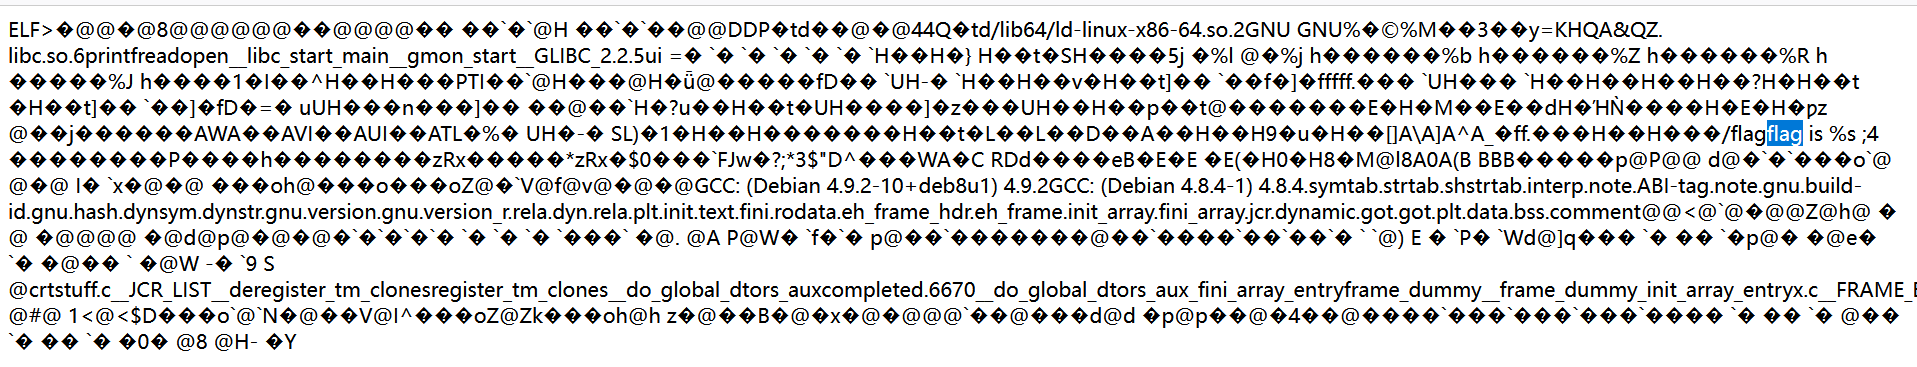 ELF>�@@�@8@@@@@@��@@@@�� ��`�`@H ��`�`��@@DDP�td��@�@44Q�td/lib64/ld-linux-x86-64.so.2GNU GNU%�©%M��3��y=KHQA&QZ.
libc.so.6printfreadopen__libc_start_main__gmon_start__GLIBC_2.2.5ui =� `� `� `� `� `� `H��H�} H��t�SH����5j �%l @�%j h������%b h������%Z h������%R h
�����%J h����1�I��^H��H���PTI��`@H���@H�ǖ@�����fD�� `UH-� `H��H��v�H��t]�� `��f�]�fffff.��� `UH��� `H��H��H��H��?H�H��t
�H��t]�� `��]�fD�=� uUH���n���]�� ��@��`H�?u��H��t�UH����]�z���UH��H��p��t@�������E�H�M��E��dH�ΉHǸ����H�E�H�pz
@��j������AWA��AVI��AUI��ATL�%� UH�-� SL)�1�H��H�������H��t�L��L��D��A��H��H9�u�H��[]A\A]A^A_�ff.���H��H���/flagflag is %s ;4
��������P����h��������zRx�����*zRx�$0���`FJw�?;*3$"D^���WA�C RDd����eB�E�E �E(�H0�H8�M@l8A0A(B BBB�����p@P@@ d@�`�`���o`@
@�@ I� `x�@�@ ���oh@���o���oZ@�`V@f@v@�@�@GCC: (Debian 4.9.2-10+deb8u1) 4.9.2GCC: (Debian 4.8.4-1) 4.8.4.symtab.strtab.shstrtab.interp.note.ABI-tag.note.gnu.build-
id.gnu.hash.dynsym.dynstr.gnu.version.gnu.version_r.rela.dyn.rela.plt.init.text.fini.rodata.eh_frame_hdr.eh_frame.init_array.fini_array.jcr.dynamic.got.got.plt.data.bss.comment@@<@`@�@@Z@h@ �
@ �@@@ �@d@p@�@�@�`�`�`�`� `� `� `� `���` �@. @A P@W� `f�`� p@��`�������@��`����`��`��`� ` `@) E � `P� `Wd@]q��� `� �� `�p@� �@e�
`� �@�� ` �@W -� `9 S
@crtstuff.c__JCR_LIST__deregister_tm_clonesregister_tm_clones__do_global_dtors_auxcompleted.6670__do_global_dtors_aux_fini_array_entryframe_dummy__frame_dummy_init_array_entryx.c__FRAME_E
@#@ 1<@<$D���o`@`N�@��V@I^���oZ@Zk���oh@h z�@��B�@�x�@�@@@`��@���d@d �p@p��@�4��@����`���`���`���`���� `� �� `� @��
`� �� `� �0� @8 @H- �Y